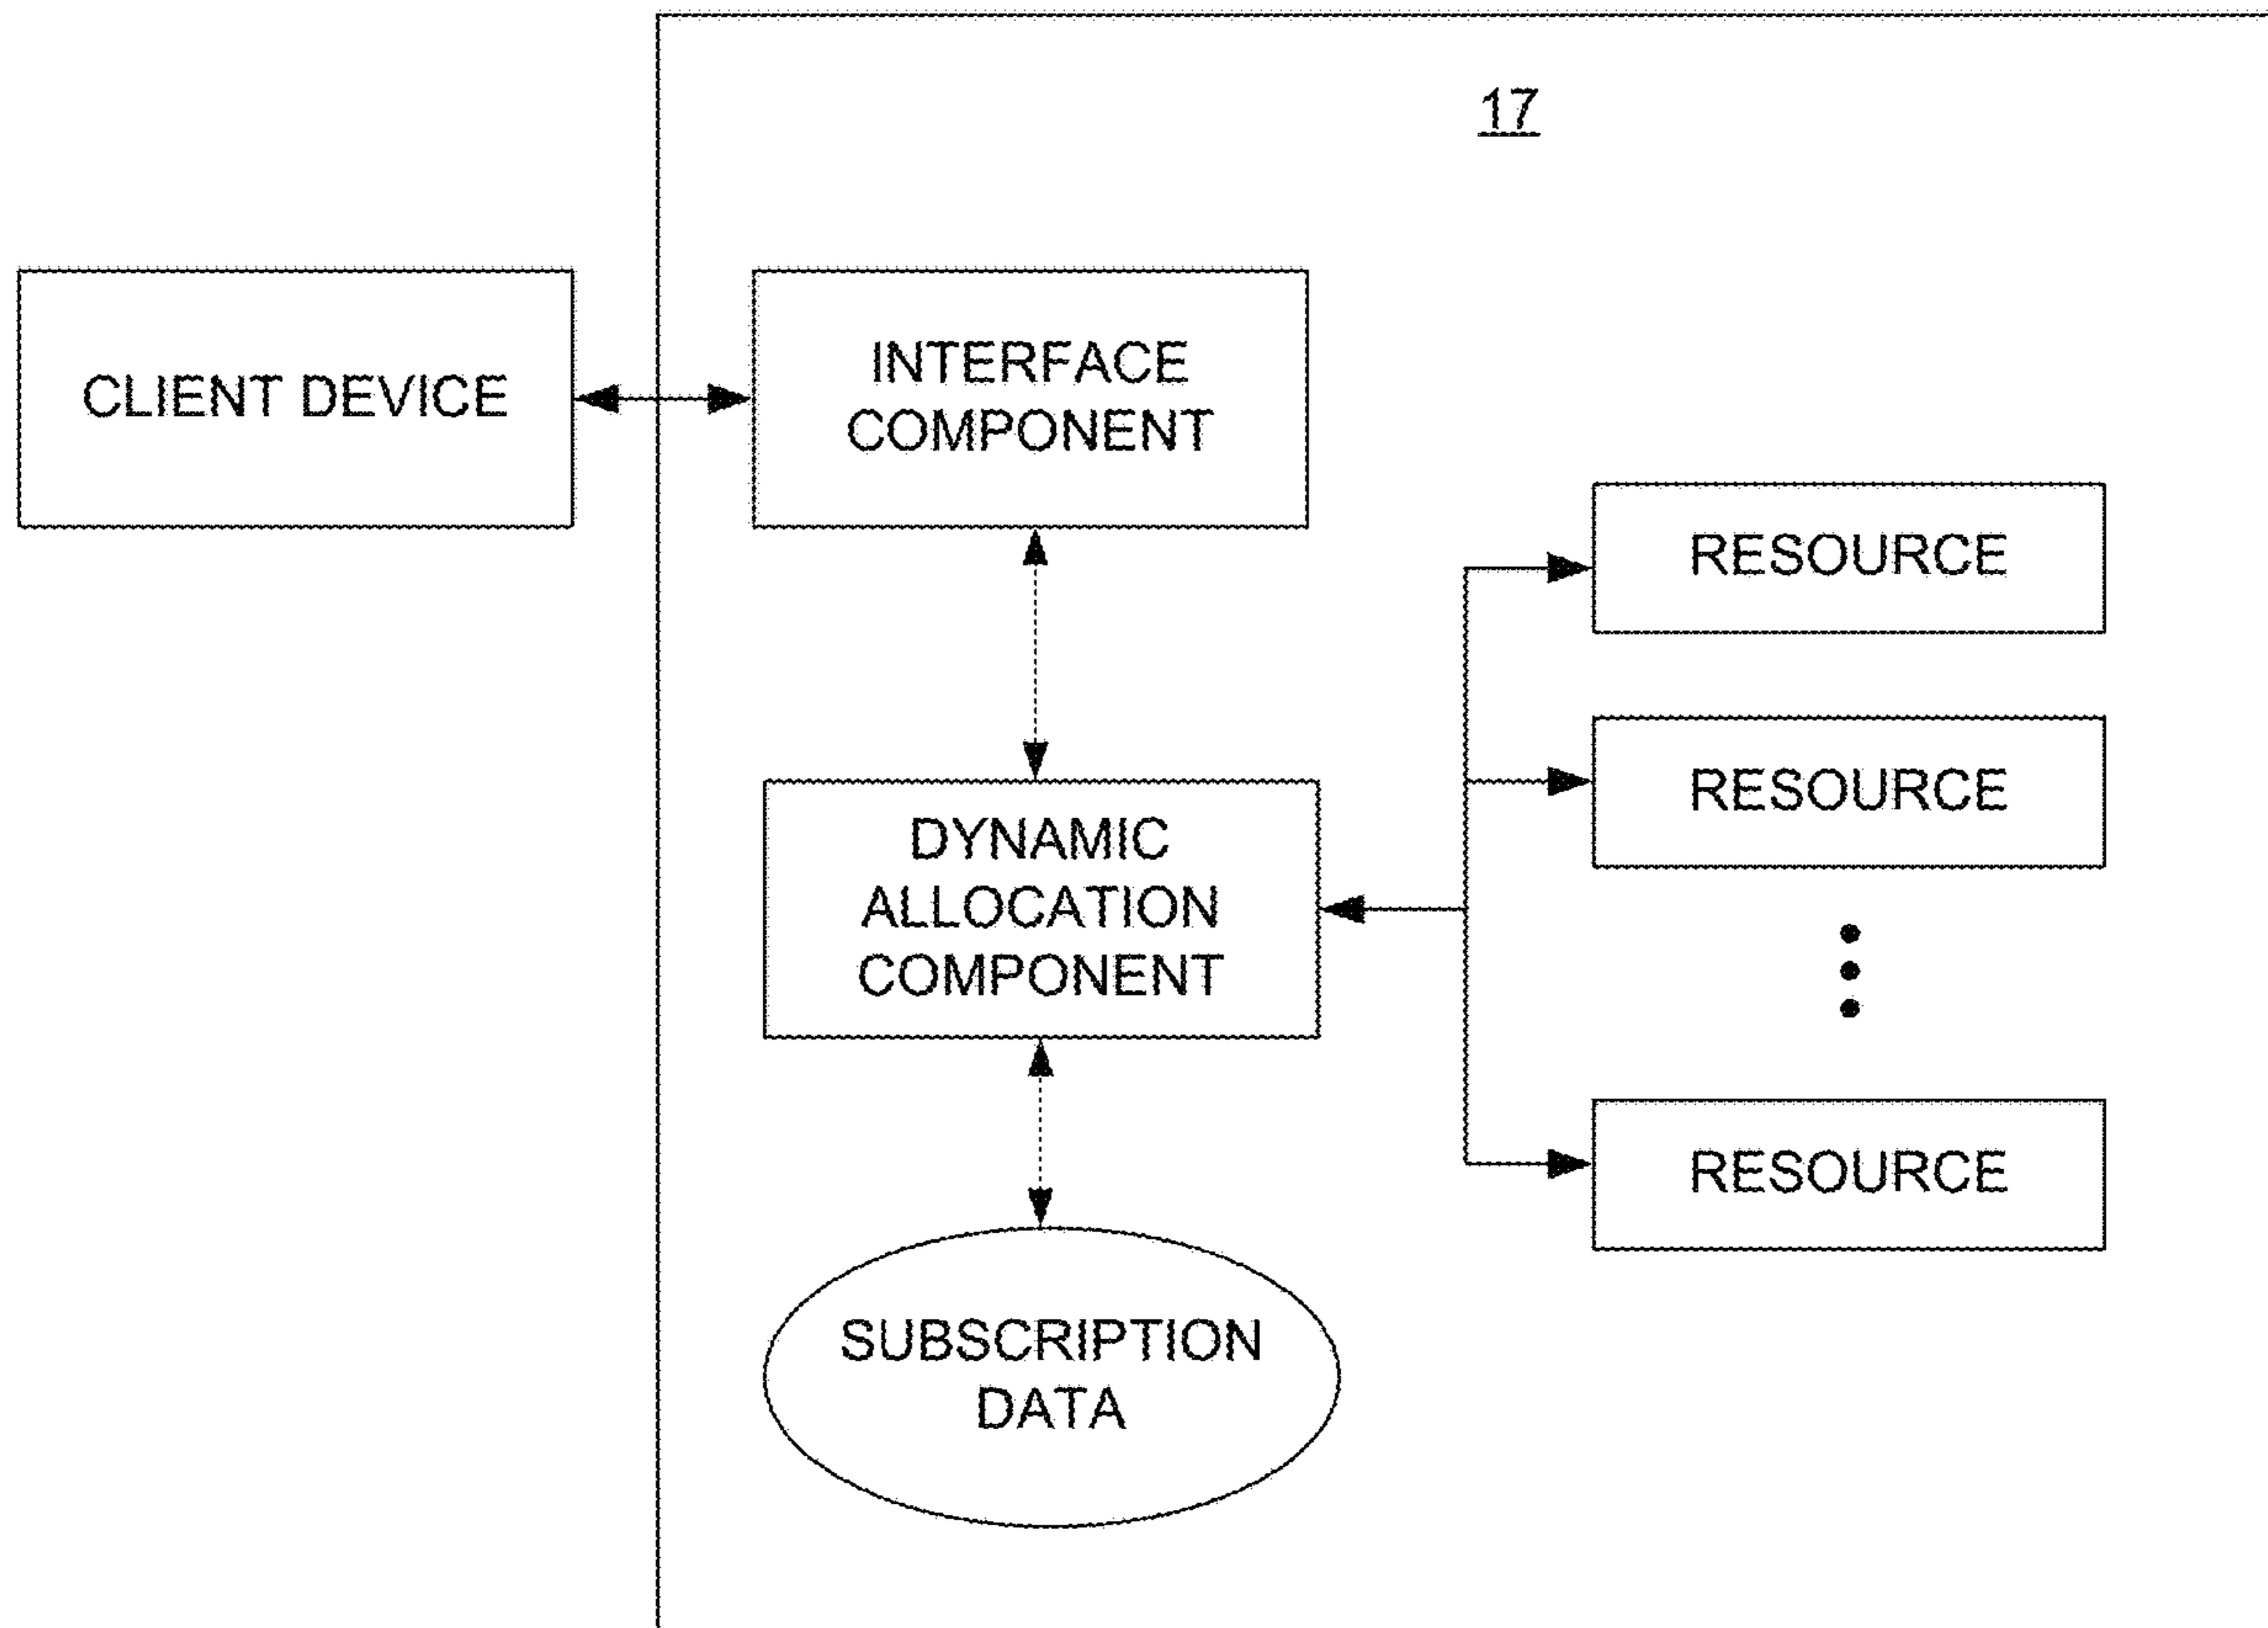 17
CLIENT DEVICE
INTERFACE
COMPONENT
RESOURCE
RESOURCE
DYNAMIC
ALLOCATION
COMPONENT
RESOURCE
SUBSCRIPTION
DATA